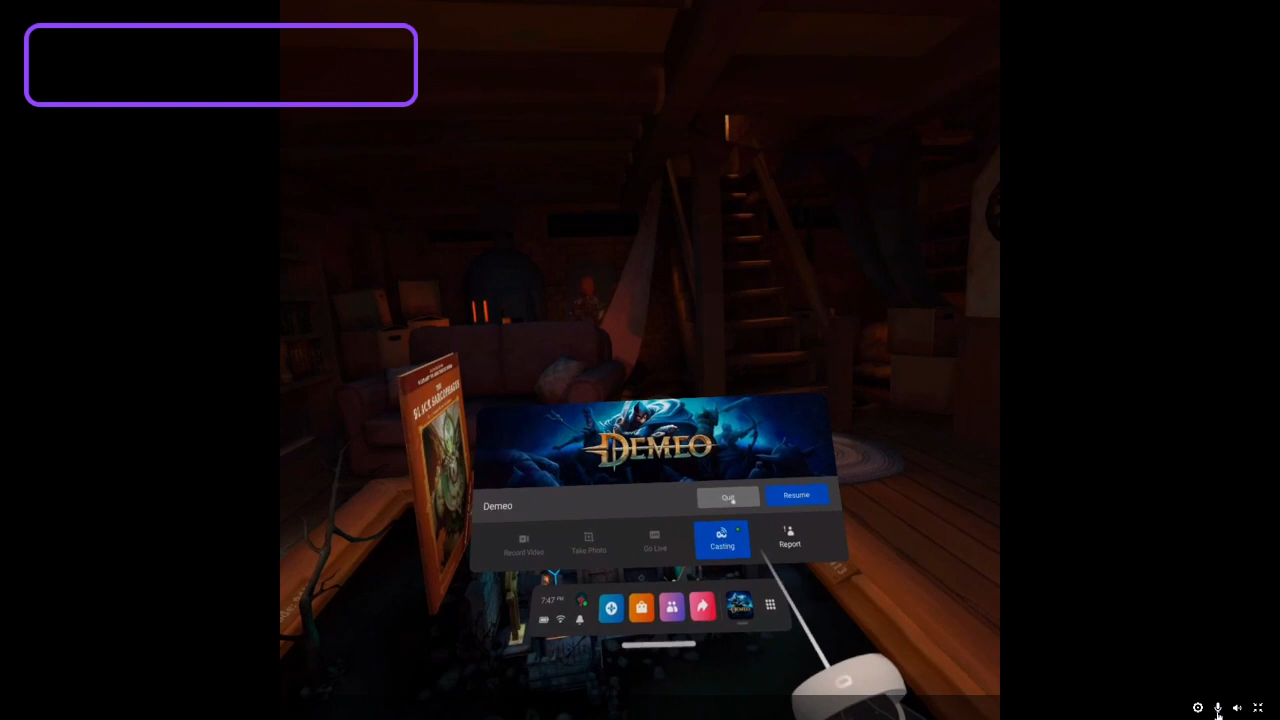 THE
BLACK SARCOPHAGUS
DEMEO
Demeo
Quit
Resume
Record Video
Take Photo
Go Live
Casting
Report
7:47 PM